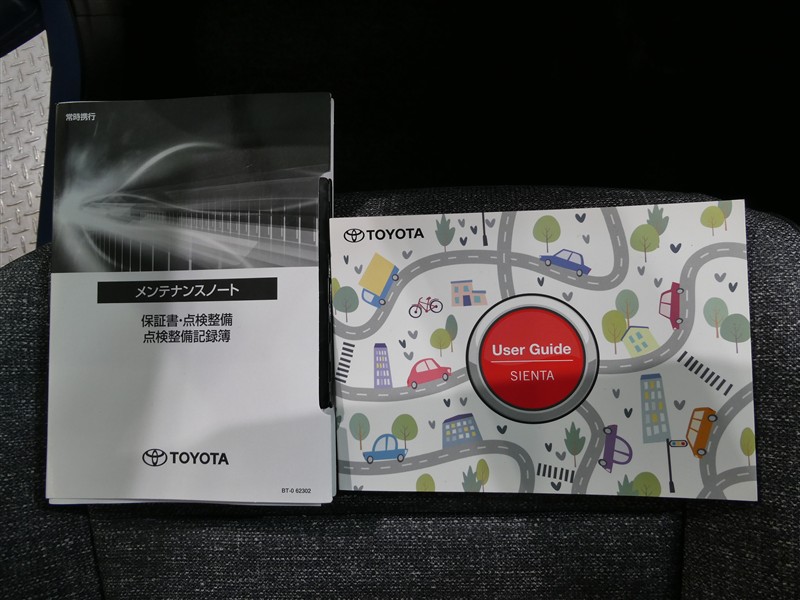 常時携行
メンテナンスノート
保証書・点検整備
点検整備記録簿
TOYOTA
BT-0 62302
TOYOTA
User Guide
SIENTA